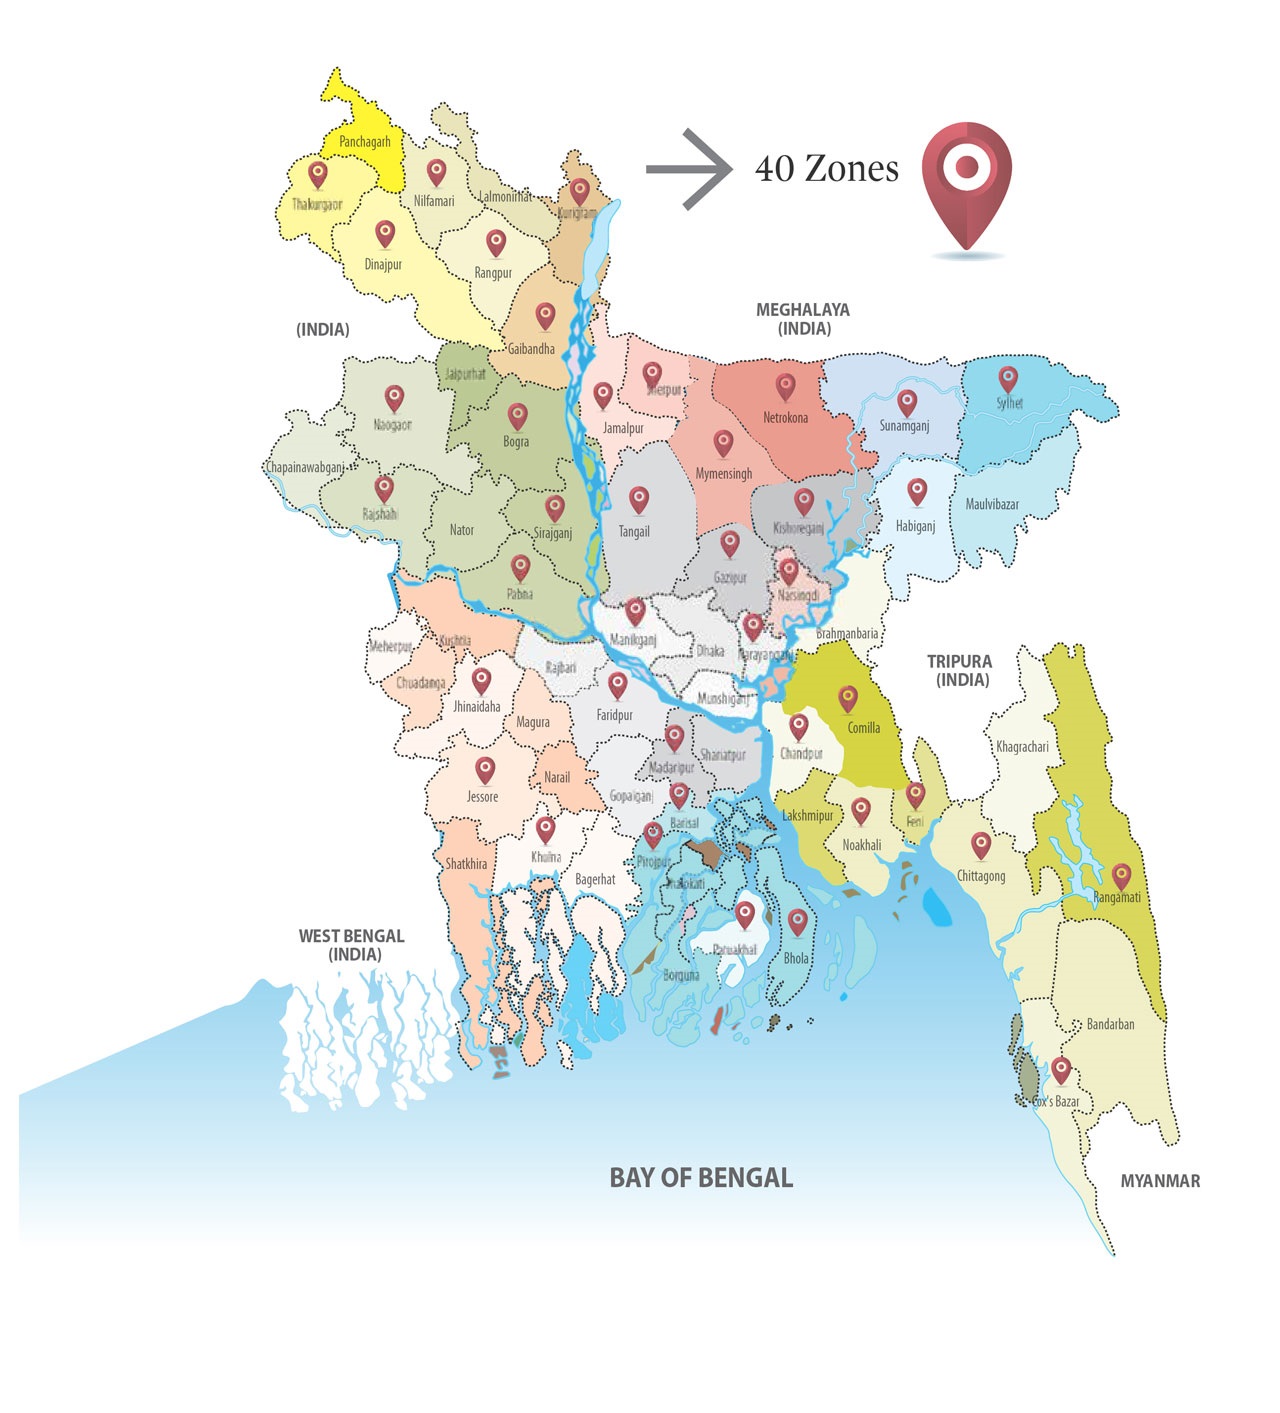 Panchagarh
40 Zones
Thakurgaor
Nilfamari
Lalmonirhat
Kurigram
Dinajpur
Rangpur
MEGHALAYA
(INDIA)
(INDIA)
Gaibandha
Jaipurhat
Sherpur
Naogaon
Bogra
Jamalpur
Netrokona
Sunamganj
Sylhet
Chapainawabganj
Mymensingh
Rajshahi
Nator
Sirajganj
Tangail
Kishoreganj
Habiganj
Maulvibazar
Gazipur
Pabna
Narsingdi
Meherpur
Kushtia
Manikganj
Dhaka
Narayanganj
Brahmanbaria
Rajbari
TRIPURA
(INDIA)
Chuadanga
Jhinaidaha
Magura
Faridpur
Munshiganj
Comilla
Khagrachari
Chandpur
Shariatpur
Madaripur
Narail
Jessore
Gopalganj
Lakshmipur
Barisal
Feni
Noakhali
Shatkhira
Khulna
Pirojpur
Bagerhat
Jhalokati
Chittagong
Rangamati
WEST BENGAL
(INDIA)
Patuakhali
Bhola
Borguna
Bandarban
Cox's Bazar
BAY OF BENGAL
MYANMAR